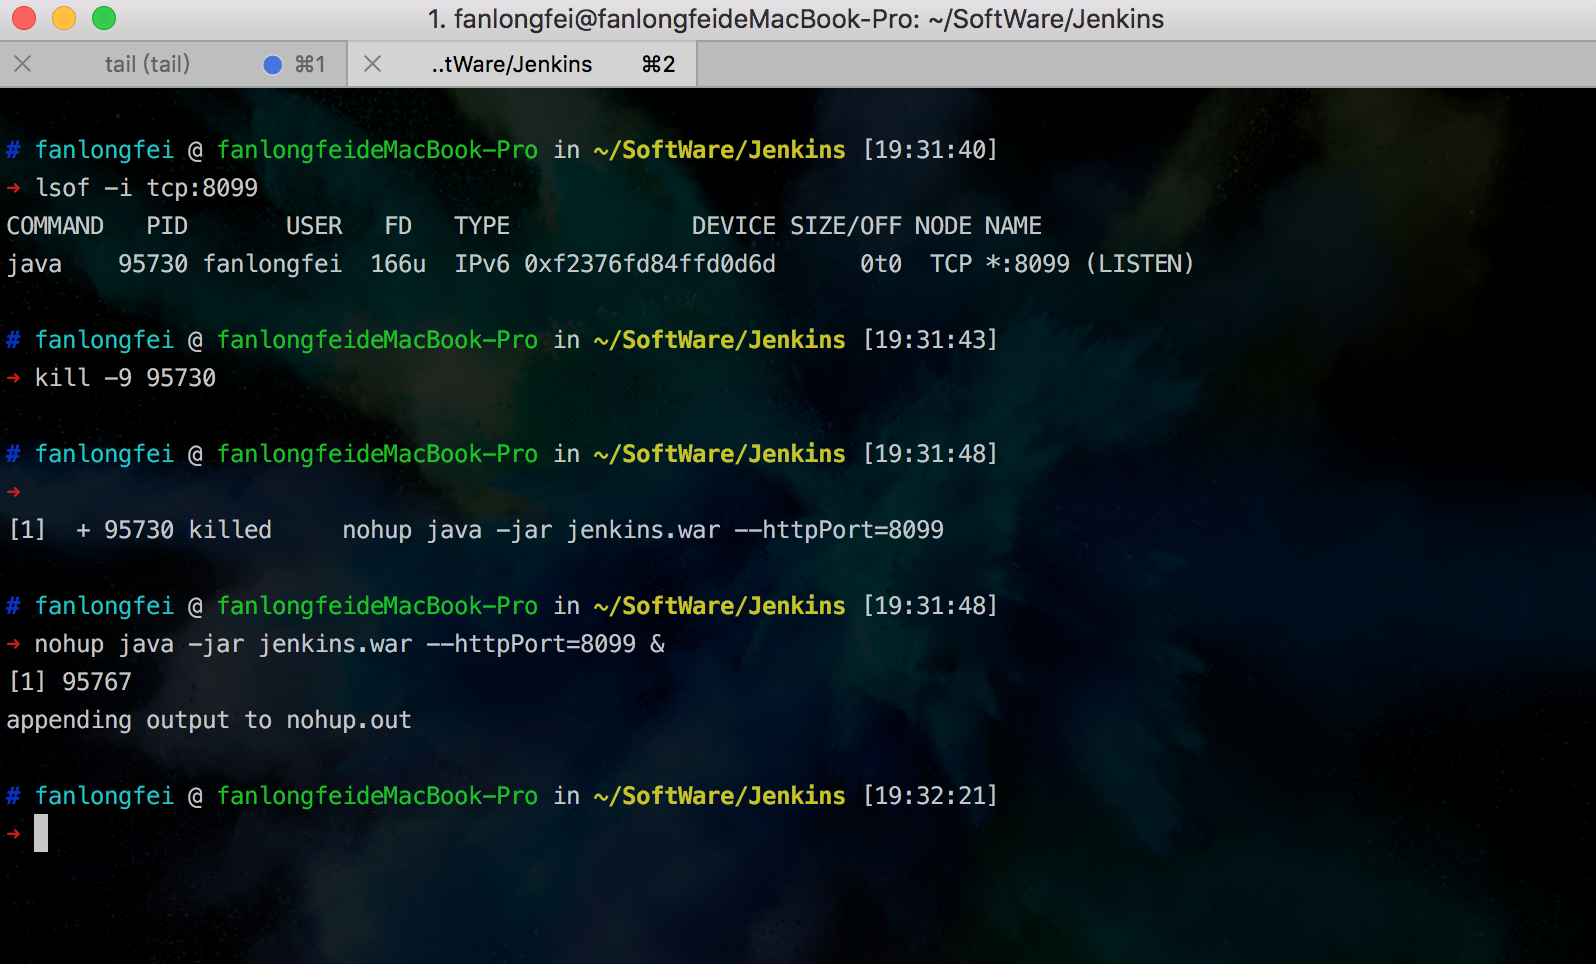 1. fanlongfei@fanlongfeideMacBook-Pro: ~/SoftWare/Jenkins
tail (tail) ⌘1 ..tWare/Jenkins ⌘2
# fanlongfei @ fanlongfeideMacBook-Pro in ~/SoftWare/Jenkins [19:31:40]
→ lsof -i tcp:8099
COMMAND PID USER FD TYPE DEVICE SIZE/OFF NODE NAME
java 95730 fanlongfei 166u IPv6 0xf2376fd84ffd0d6d 0t0 TCP *:8099 (LISTEN)
# fanlongfei @ fanlongfeideMacBook-Pro in ~/SoftWare/Jenkins [19:31:43]
→ kill -9 95730
# fanlongfei @ fanlongfeideMacBook-Pro in ~/SoftWare/Jenkins [19:31:48]
→
[1] + 95730 killed nohup java -jar jenkins.war --httpPort=8099
# fanlongfei @ fanlongfeideMacBook-Pro in ~/SoftWare/Jenkins [19:31:48]
→ nohup java -jar jenkins.war --httpPort=8099 &
[1] 95767
appending output to nohup.out
# fanlongfei @ fanlongfeideMacBook-Pro in ~/SoftWare/Jenkins [19:32:21]
→